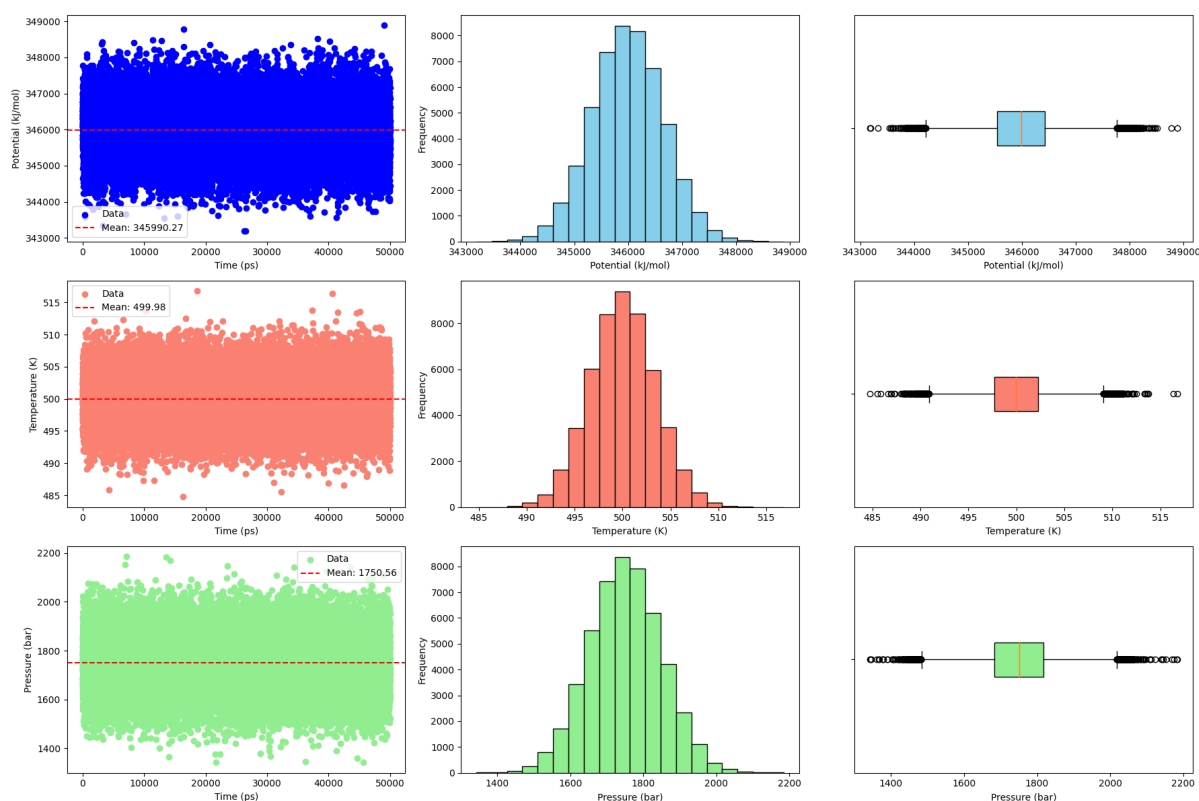 349000
348000
347000
346000
345000
344000
343000
Potential (kJ/mol)
Data
Mean: 345990.27
0 10000 20000 30000 40000 50000
Time (ps)
8000
7000
6000
5000
4000
3000
2000
1000
0
Frequency
343000 344000 345000 346000 347000 348000 349000
Potential (kJ/mol)
343000 344000 345000 346000 347000 348000 349000
Potential (kJ/mol)
515
510
505
500
495
490
485
Temperature (K)
Data
Mean: 499.98
0 10000 20000 30000 40000 50000
Time (ps)
8000
6000
4000
2000
0
Frequency
485 490 495 500 505 510 515
Temperature (K)
485 490 495 500 505 510 515
Temperature (K)
2200
2000
1800
1600
1400
Pressure (bar)
Data
Mean: 1750.56
0 10000 20000 30000 40000 50000
Time (ps)
8000
7000
6000
5000
4000
3000
2000
1000
0
Frequency
1400 1600 1800 2000 2200
Pressure (bar)
1400 1600 1800 2000 2200
Pressure (bar)